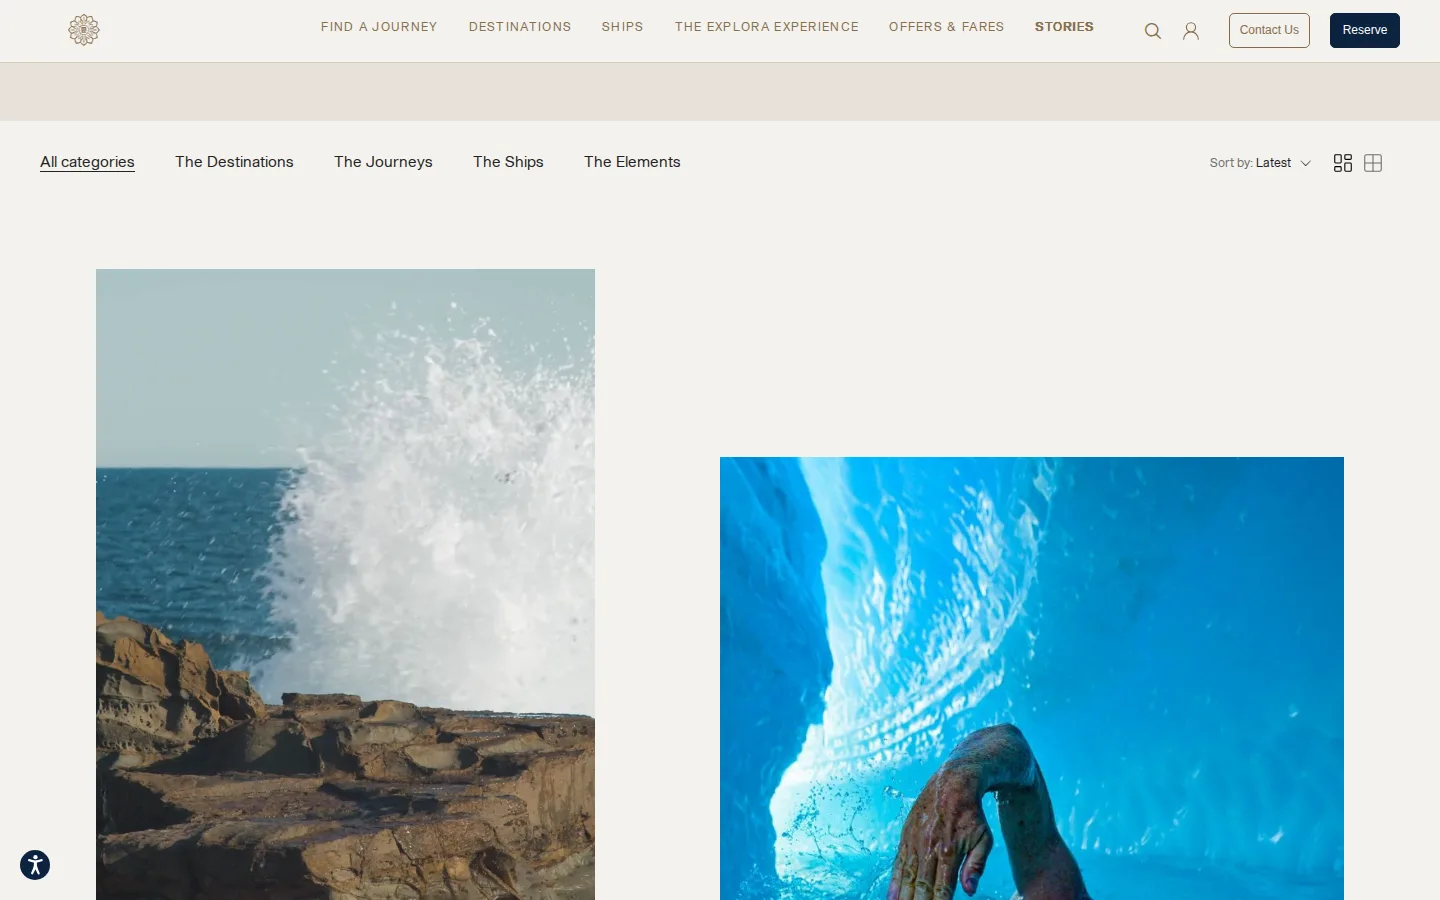 FIND A JOURNEY DESTINATIONS SHIPS THE EXPLORA EXPERIENCE OFFERS & FARES STORIES Contact Us Reserve
All categories The Destinations The Journeys The Ships The Elements Sort by: Latest